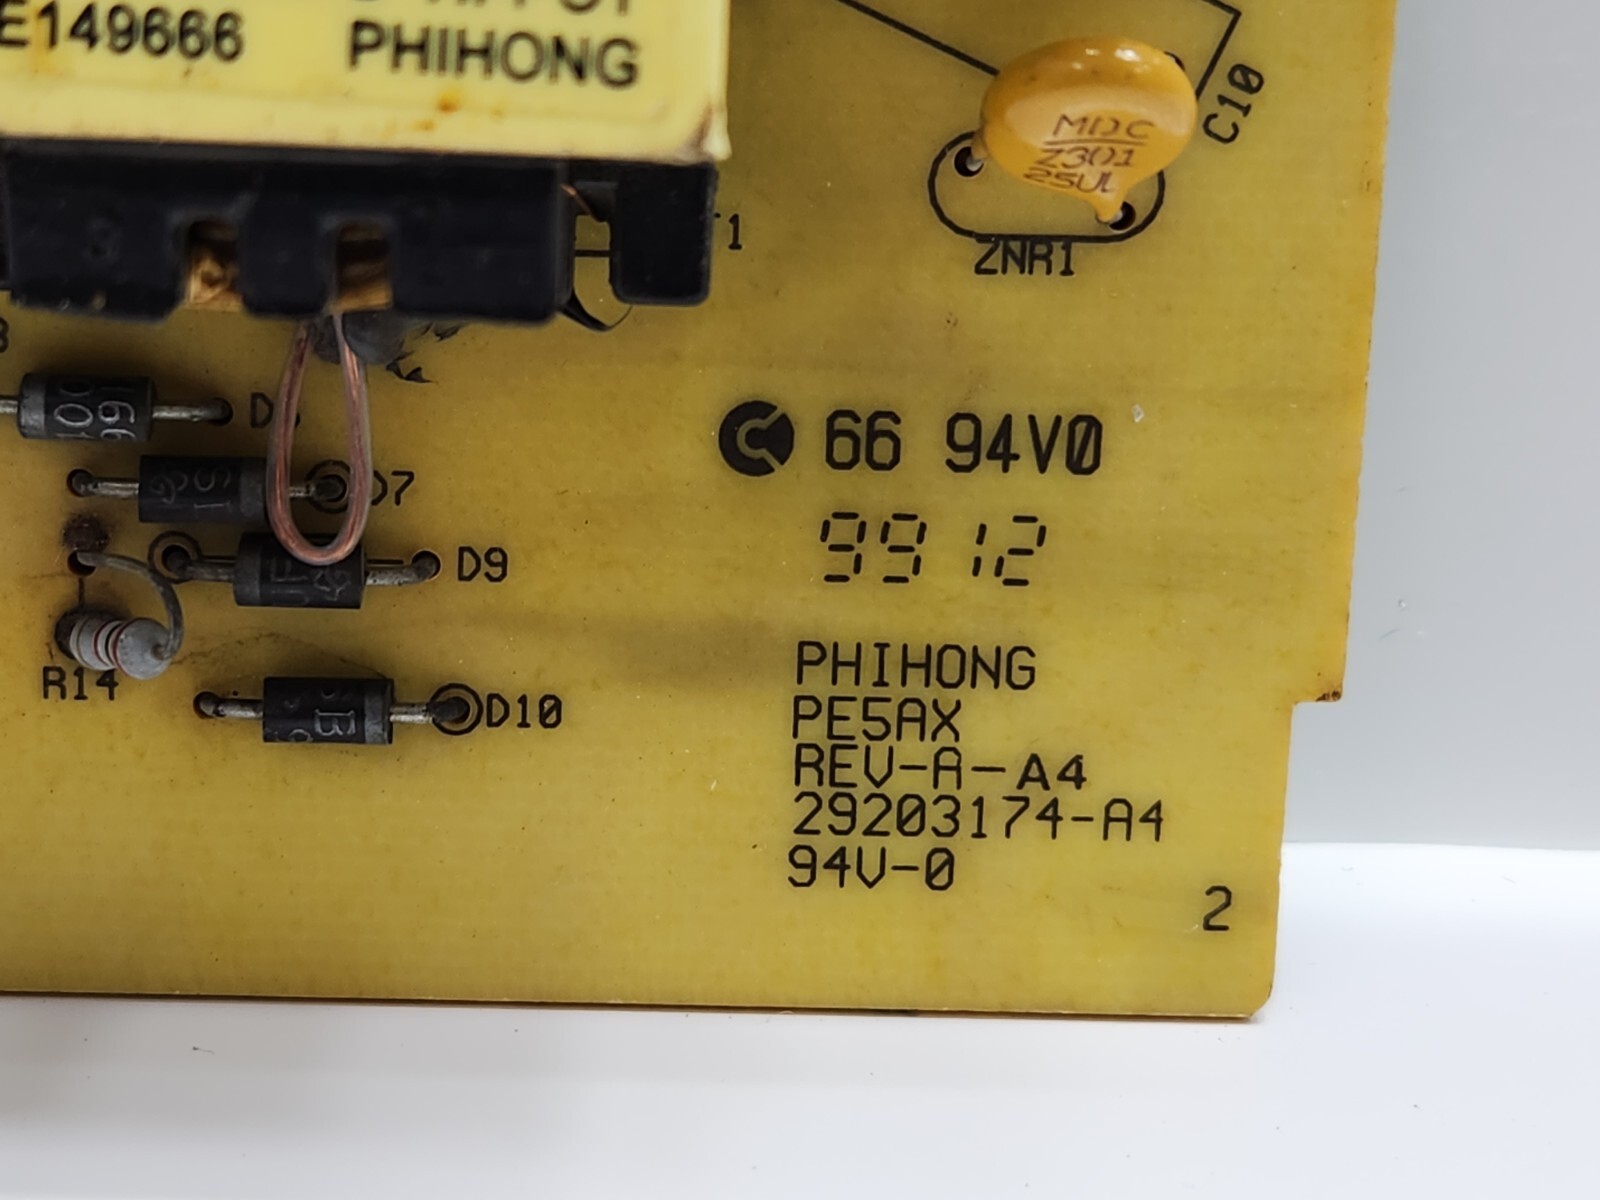 E149666
PHIHONG
C10
MDC
Z301
25UL
ZNR1
1
D7
D9
R14
D10
66 94V0
9912
PHIHONG
PE5AX
REV-A-A4
29203174-A4
94V-0
2